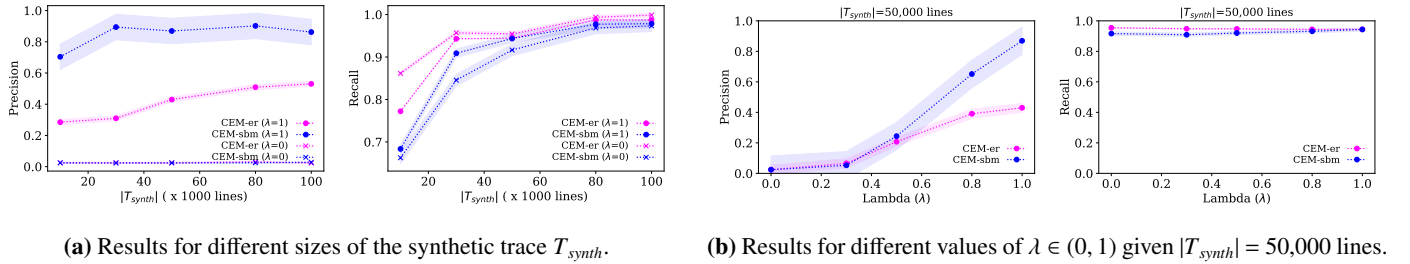 |T_synth|=50,000 lines
|T_synth|=50,000 lines
1.0
0.8
0.6
0.4
0.2
0.0
Precision
CEM-er (λ=1)
CEM-sbm (λ=1)
CEM-er (λ=0)
CEM-sbm (λ=0)
20 40 60 80 100
|T_synth| ( x 1000 lines)
1.0
0.9
0.8
0.7
Recall
CEM-er (λ=1)
CEM-sbm (λ=1)
CEM-er (λ=0)
CEM-sbm (λ=0)
20 40 60 80 100
|T_synth| ( x 1000 lines)
1.0
0.8
0.6
0.4
0.2
0.0
Precision
CEM-er
CEM-sbm
0.0 0.2 0.4 0.6 0.8 1.0
Lambda (λ)
1.0
0.8
0.6
0.4
0.2
0.0
Recall
CEM-er
CEM-sbm
0.0 0.2 0.4 0.6 0.8 1.0
Lambda (λ)
(a) Results for different sizes of the synthetic trace T_synth.
(b) Results for different values of λ ∈ (0, 1) given |T_synth| = 50,000 lines.